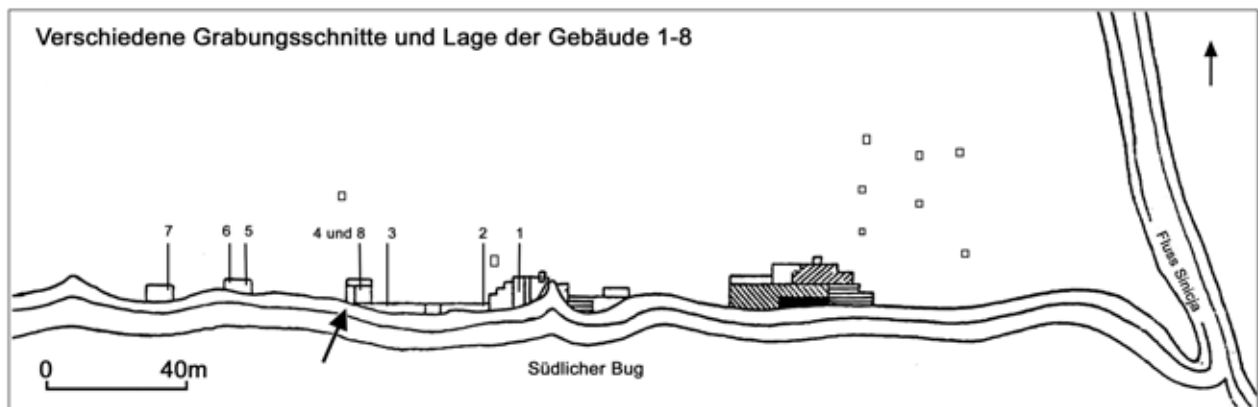 Verschiedene Grabungsschnitte und Lage der Gebäude 1-8
7 6 5 4 und 8 3 2 1
Fluss Sinicja
Südlicher Bug
0 40m